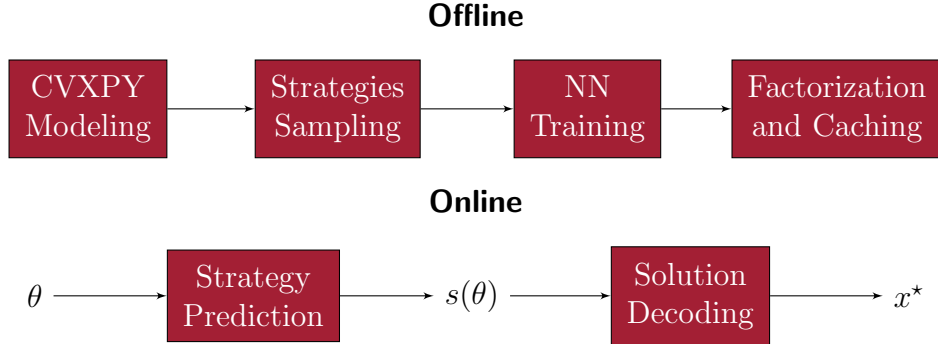 Offline
CVXPY
Modeling
Strategies
Sampling
NN
Training
Factorization
and Caching
Online
θ
Strategy
Prediction
s(θ)
Solution
Decoding
x⋆